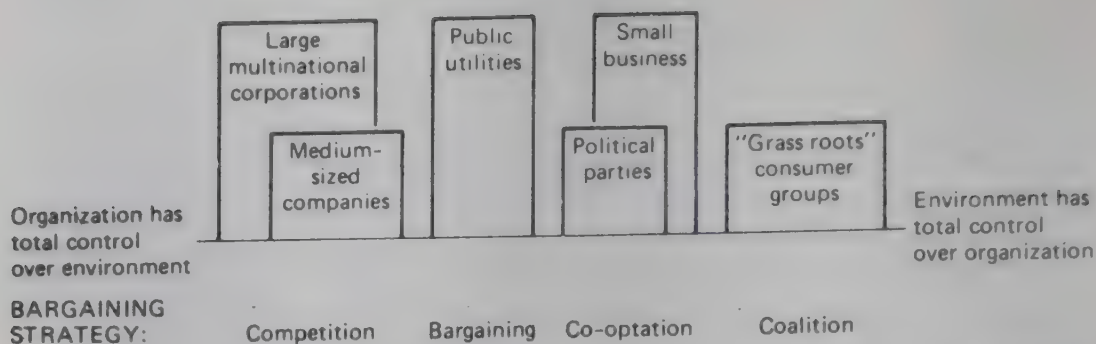 Large
multinational
corporations
Public
utilities
Small
business
Medium-
sized
companies
Political
parties
"Grass roots"
consumer
groups
Organization has
total control
over environment
Environment has
total control
over organization
BARGAINING
STRATEGY:
Competition
Bargaining
Co-optation
Coalition